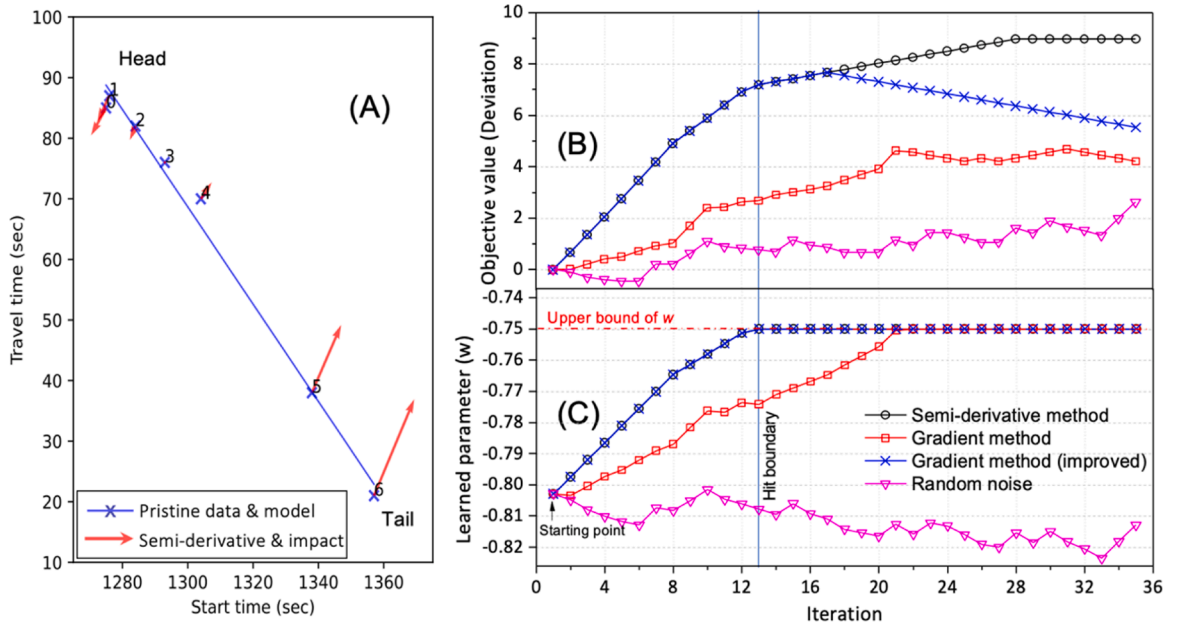 100
90
80
70
60
50
40
30
20
10
Travel time (sec)
Head
(A)
1
0
2
3
4
5
6
Tail
Pristine data & model
Semi-derivative & impact
1280
1300
1320
1340
1360
Start time (sec)
10
8
6
4
2
0
Objective value (Deviation)
(B)
-0.74
-0.75
-0.76
-0.77
-0.78
-0.79
-0.80
-0.81
-0.82
Learned parameter (w)
Upper bound of w
(C)
Hit boundary
Starting point
Semi-derivative method
Gradient method
Gradient method (improved)
Random noise
0
4
8
12
16
20
24
28
32
36
Iteration